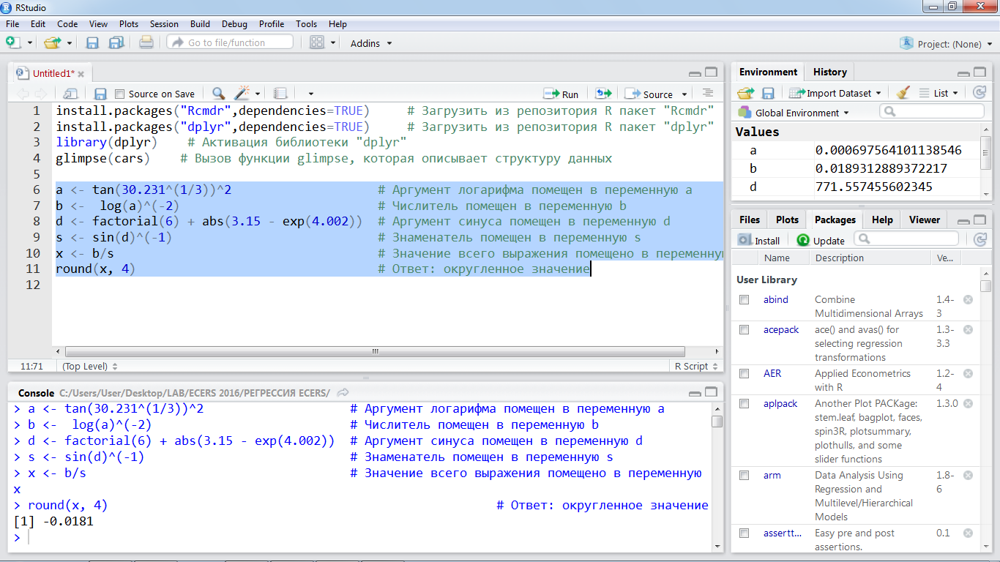 RStudio
File Edit Code View Plots Session Build Debug Profile Tools Help
Go to file/function Addins Project: (None)
Untitled1*
Source on Save Run Source
1 install.packages("Rcmdr",dependencies=TRUE) # Загрузить из репозитория R пакет "Rcmdr"
2 install.packages("dplyr",dependencies=TRUE) # Загрузить из репозитория R пакет "dplyr"
3 library(dplyr) # Активация библиотеки "dplyr"
4 glimpse(cars) # Вызов функции glimpse, которая описывает структуру данных
5
6 a <- tan(30.231^(1/3))^2 # Аргумент логарифма помещен в переменную a
7 b <-  log(a)^(-2) # Числитель помещен в переменную b
8 d <- factorial(6) + abs(3.15 - exp(4.002)) # Аргумент синуса помещен в переменную d
9 s <- sin(d)^(-1) # Знаменатель помещен в переменную s
10 x <- b/s # Значение всего выражения помещено в переменну
11 round(x, 4) # Ответ: округленное значение
12
11:71 (Top Level) R Script
Console C:/Users/User/Desktop/LAB/ECERS 2016/РЕГРЕССИЯ ECERS/
> a <- tan(30.231^(1/3))^2 # Аргумент логарифма помещен в переменную a
> b <-  log(a)^(-2) # Числитель помещен в переменную b
> d <- factorial(6) + abs(3.15 - exp(4.002)) # Аргумент синуса помещен в переменную d
> s <- sin(d)^(-1) # Знаменатель помещен в переменную s
> x <- b/s # Значение всего выражения помещено в переменную
x
> round(x, 4) # Ответ: округленное значение
[1] -0.0181
>
Environment History
Import Dataset List
Global Environment
Values
a 0.000697564101138546
b 0.0189312889372217
d 771.557455602345
Files Plots Packages Help Viewer
Install Update
Name Description Ve...
User Library
abind Combine 1.4-
Multidimensional Arrays 3
acepack ace() and avas() for 1.3-
selecting regression 3.3
transformations
AER Applied Econometrics 1.2-
with R 4
aplpack Another Plot PACKage: 1.3.0
stem.leaf, bagplot, faces,
spin3R, plotsummary,
plothulls, and some
slider functions
arm Data Analysis Using 1.8-
Regression and 6
Multilevel/Hierarchical
Models
assertt... Easy pre and post 0.1
assertions.